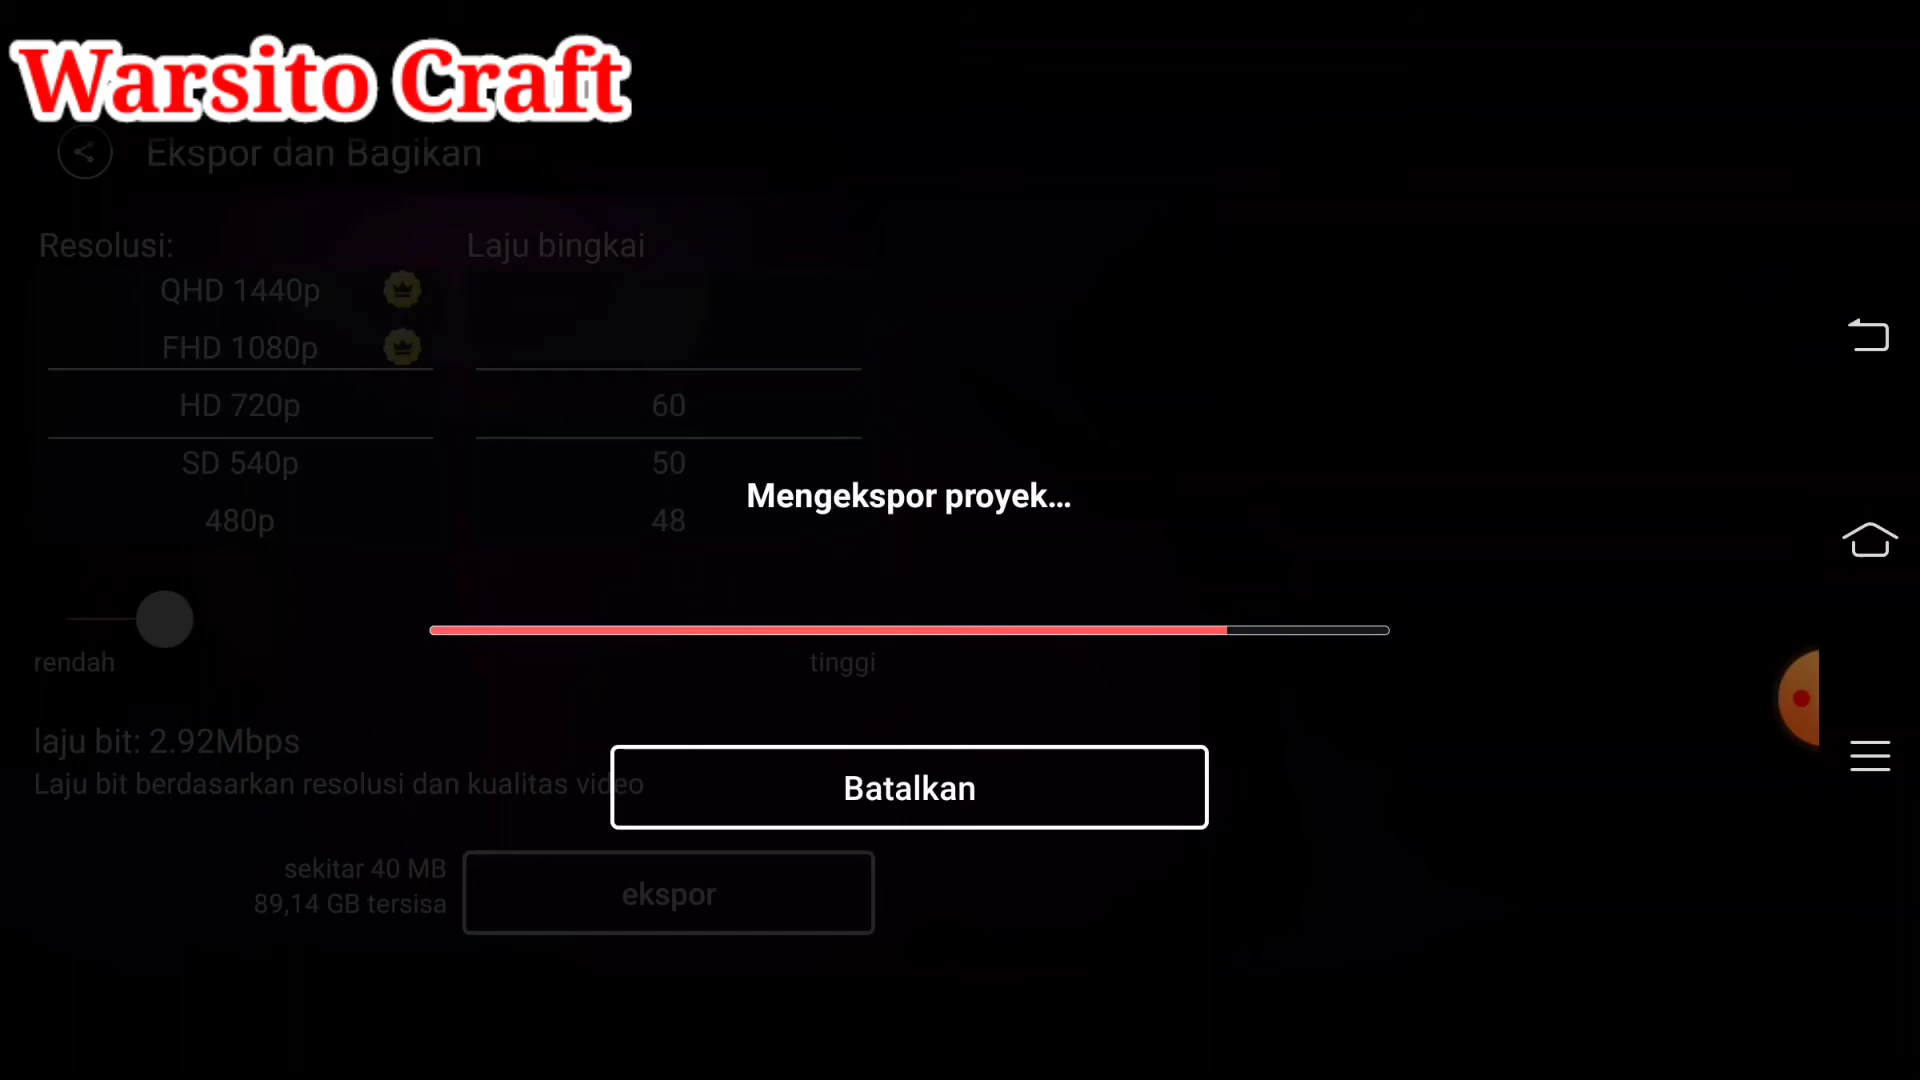 Warsito Craft
Ekspor dan Bagikan
Resolusi:
Laju bingkai
QHD 1440p
FHD 1080p
HD 720p
60
SD 540p
50
480p
48
Mengekspor proyek...
rendah
tinggi
laju bit: 2.92Mbps
Laju bit berdasarkan resolusi dan kualitas video
Batalkan
sekitar 40 MB
89,14 GB tersisa
ekspor